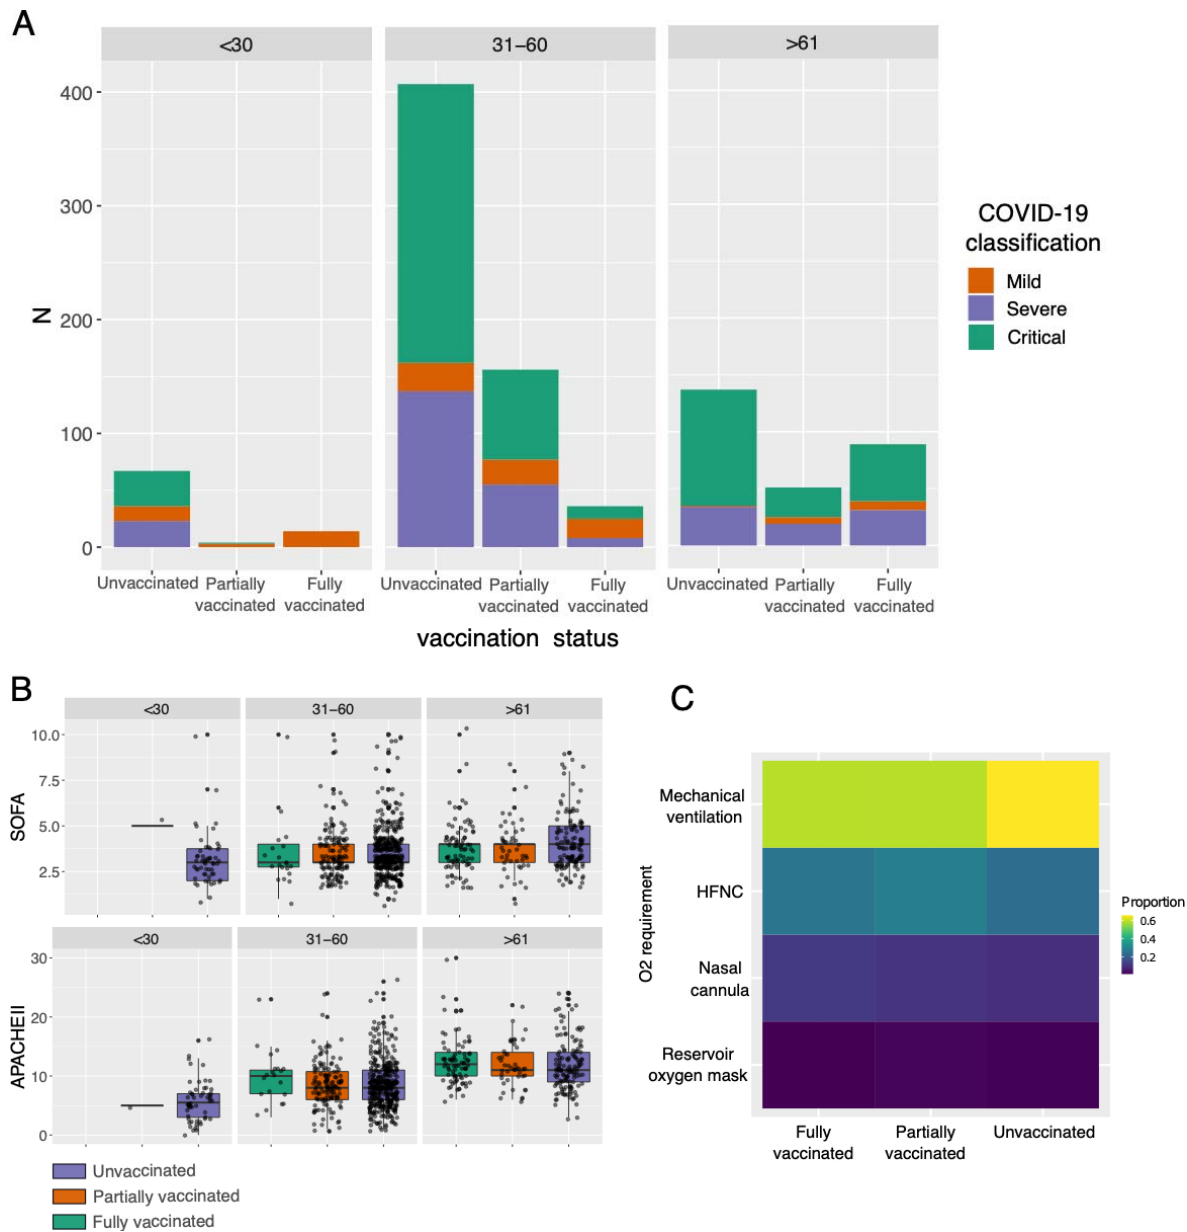 A
<30
31–60
>61
400
300
200
100
0
N
Unvaccinated
Partially
vaccinated
Fully
vaccinated
Unvaccinated
Partially
vaccinated
Fully
vaccinated
Unvaccinated
Partially
vaccinated
Fully
vaccinated
vaccination status
COVID-19
classification
Mild
Severe
Critical
B
<30
31–60
>61
10.0
7.5
5.0
2.5
SOFA
<30
31–60
>61
30
20
10
0
APACHEII
Unvaccinated
Partially vaccinated
Fully vaccinated
C
O2 requirement
Mechanical
ventilation
HFNC
Nasal
cannula
Reservoir
oxygen mask
Fully
vaccinated
Partially
vaccinated
Unvaccinated
Proportion
0.6
0.4
0.2